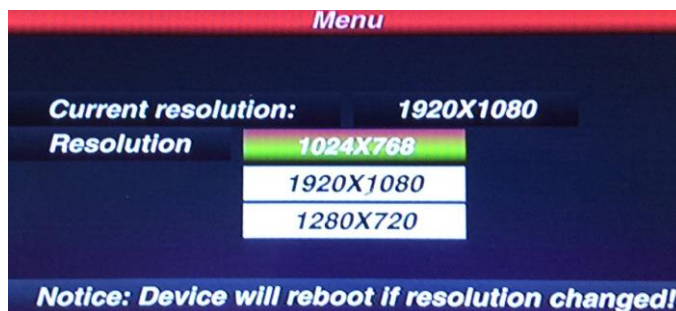 Menu
Current resolution: 1920X1080
Resolution 1024X768
1920X1080
1280X720
Notice: Device will reboot if resolution changed!